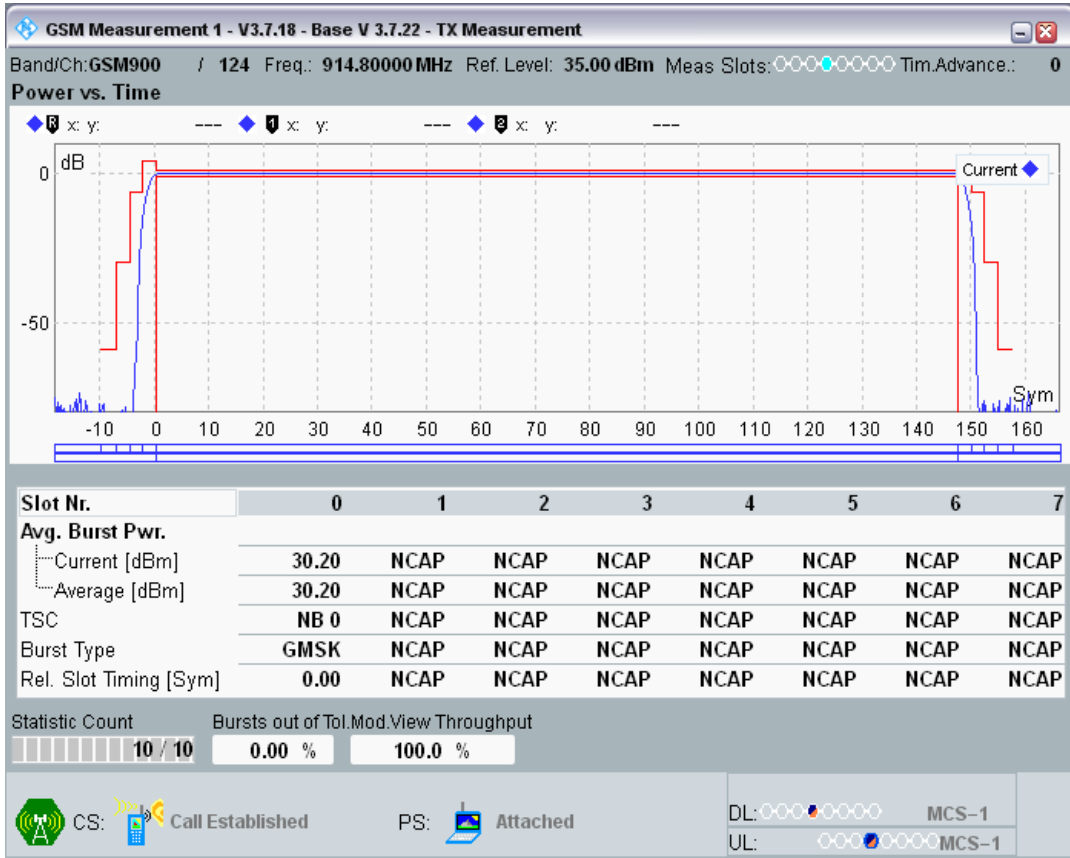 GSM Measurement 1 - V3.7.18 - Base V 3.7.22 - TX Measurement
Band/Ch:GSM900 / 124 Freq.: 914.80000 MHz Ref. Level: 35.00 dBm Meas Slots: Tim.Advance.: 0
Power vs. Time
R x: y: --- 1 x: y: --- 2 x: y: ---
dB
Current
0
-50
Sym
-10 0 10 20 30 40 50 60 70 80 90 100 110 120 130 140 150 160
Slot Nr. 0 1 2 3 4 5 6 7
Avg. Burst Pwr.
Current [dBm] 30.20 NCAP NCAP NCAP NCAP NCAP NCAP NCAP
Average [dBm] 30.20 NCAP NCAP NCAP NCAP NCAP NCAP NCAP
TSC NB 0 NCAP NCAP NCAP NCAP NCAP NCAP NCAP
Burst Type GMSK NCAP NCAP NCAP NCAP NCAP NCAP NCAP
Rel. Slot Timing [Sym] 0.00 NCAP NCAP NCAP NCAP NCAP NCAP NCAP
Statistic Count Bursts out of Tol. Mod.View Throughput
10 / 10 0.00 % 100.0 %
CS: Call Established PS: Attached
DL: MCS-1
UL: MCS-1